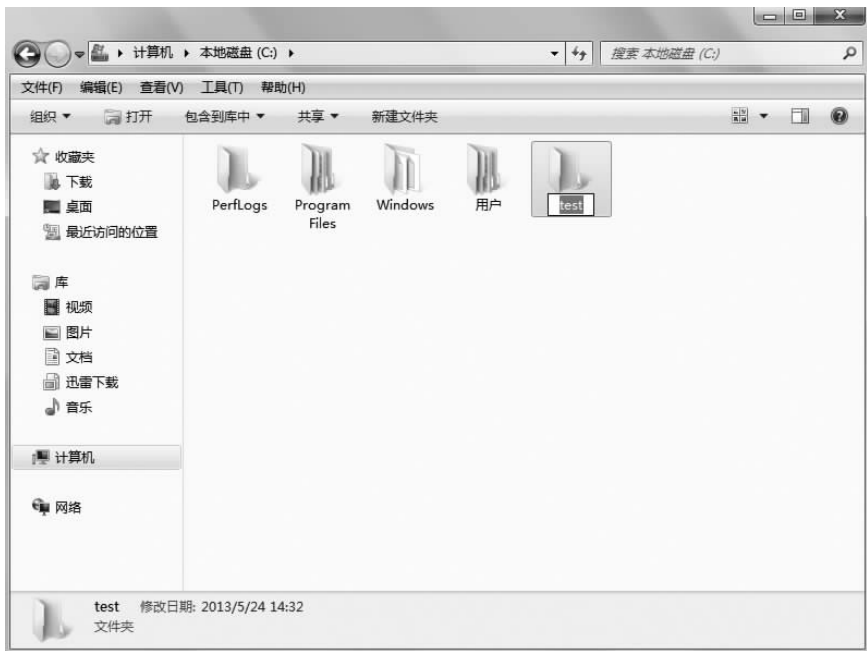 计算机 本地磁盘 (C:)
搜索 本地磁盘 (C:)
文件(F) 编辑(E) 查看(V) 工具(T) 帮助(H)
组织 打开 包含到库中 共享 新建文件夹
收藏夹
下载
桌面
最近访问的位置
库
视频
图片
文档
迅雷下载
音乐
计算机
网络
PerfLogs
Program
Files
Windows
用户
test
test 修改日期: 2013/5/24 14:32
文件夹